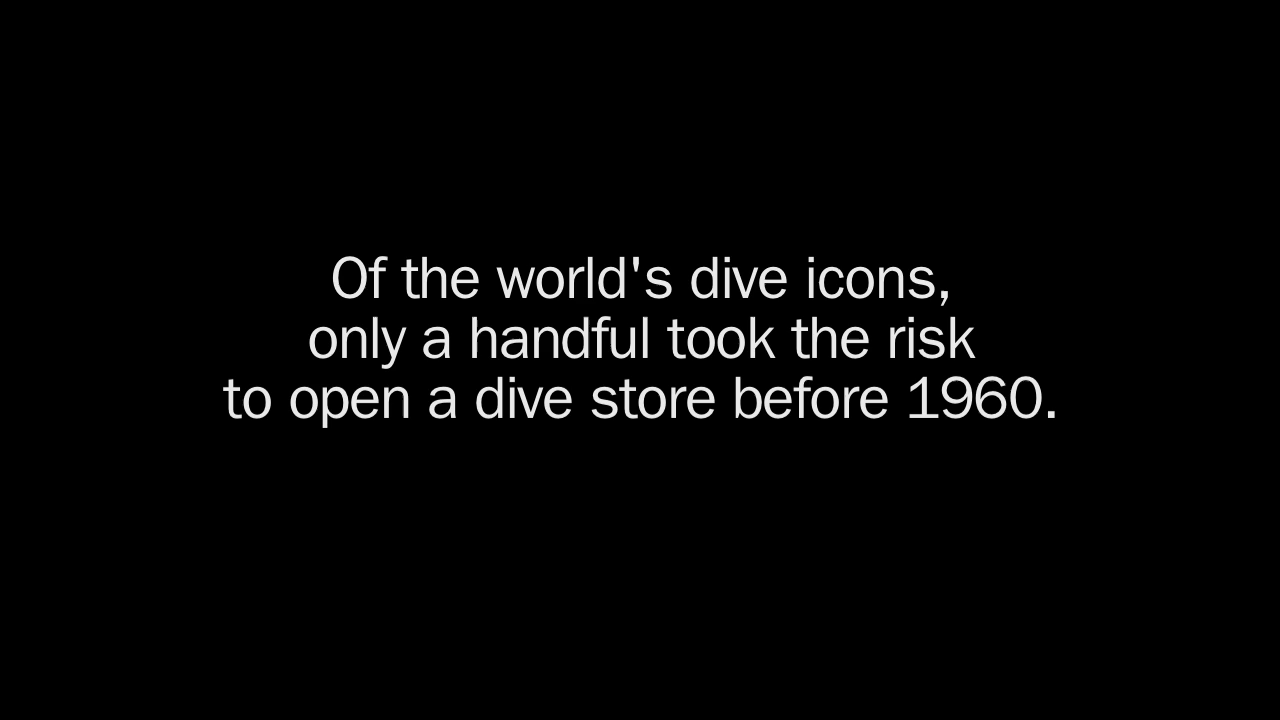 Of the world's dive icons,
only a handful took the risk
to open a dive store before 1960.